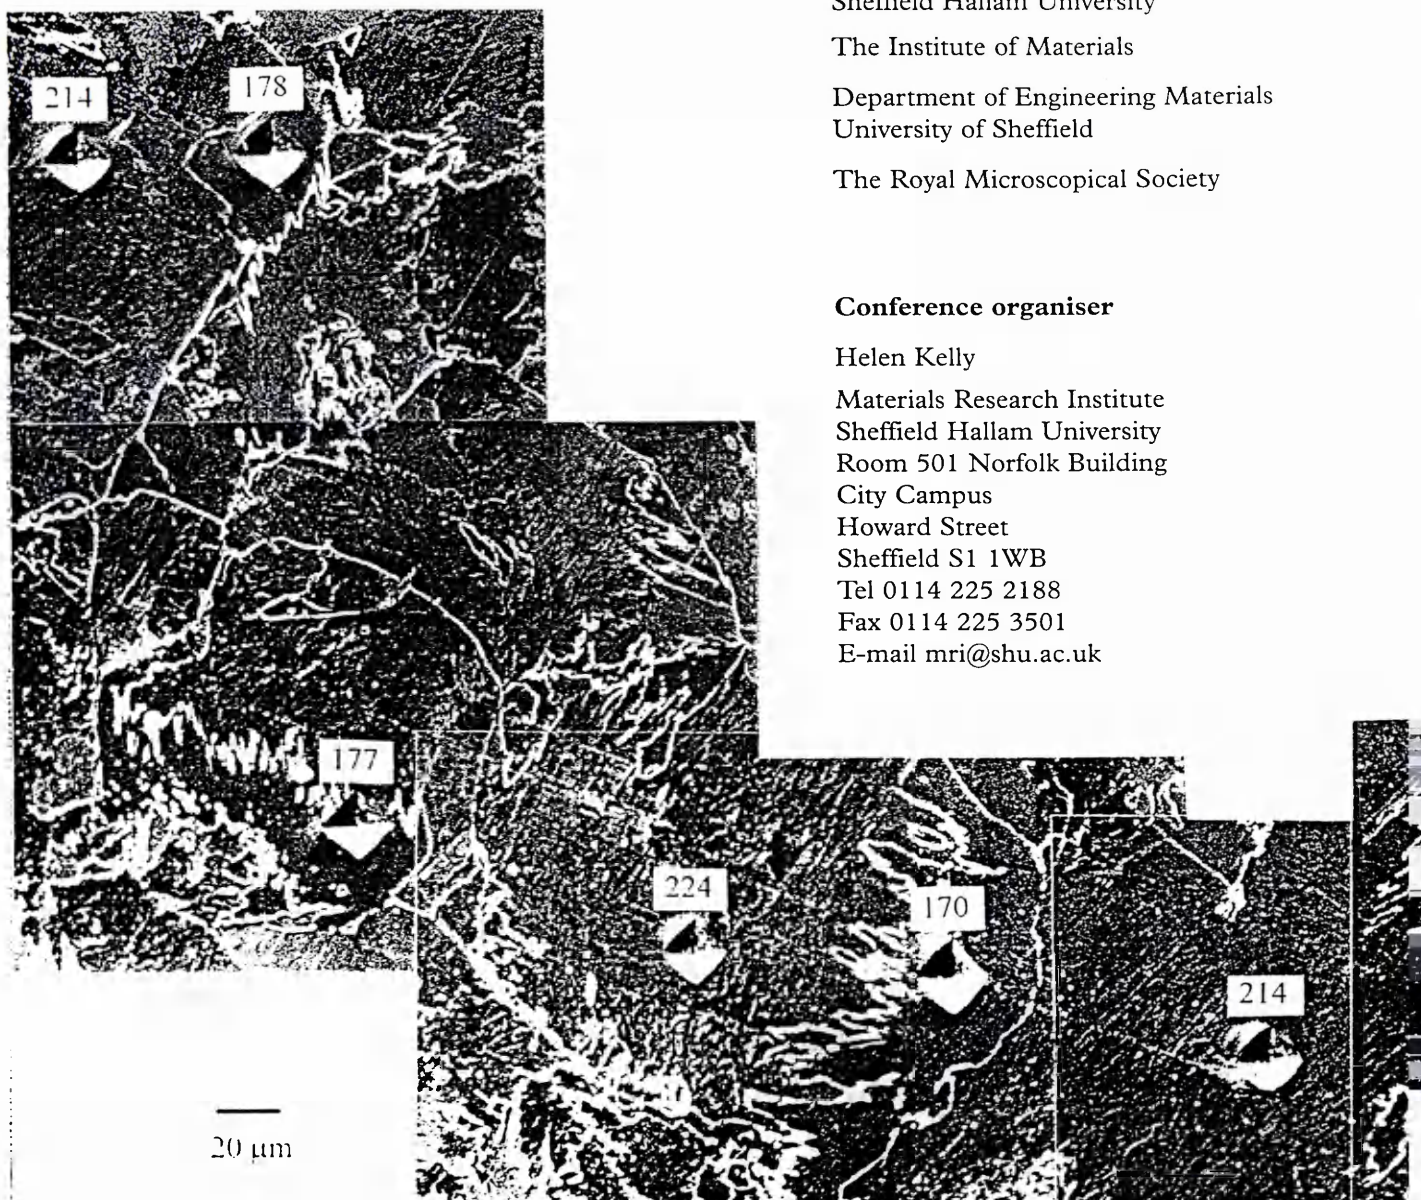 Sheffield Hallam University
The Institute of Materials
Department of Engineering Materials
University of Sheffield
The Royal Microscopical Society
Conference organiser
Helen Kelly
Materials Research Institute
Sheffield Hallam University
Room 501 Norfolk Building
City Campus
Howard Street
Sheffield S1 1WB
Tel 0114 225 2188
Fax 0114 225 3501
E-mail mri@shu.ac.uk
214
178
177
224
170
214
20 μm